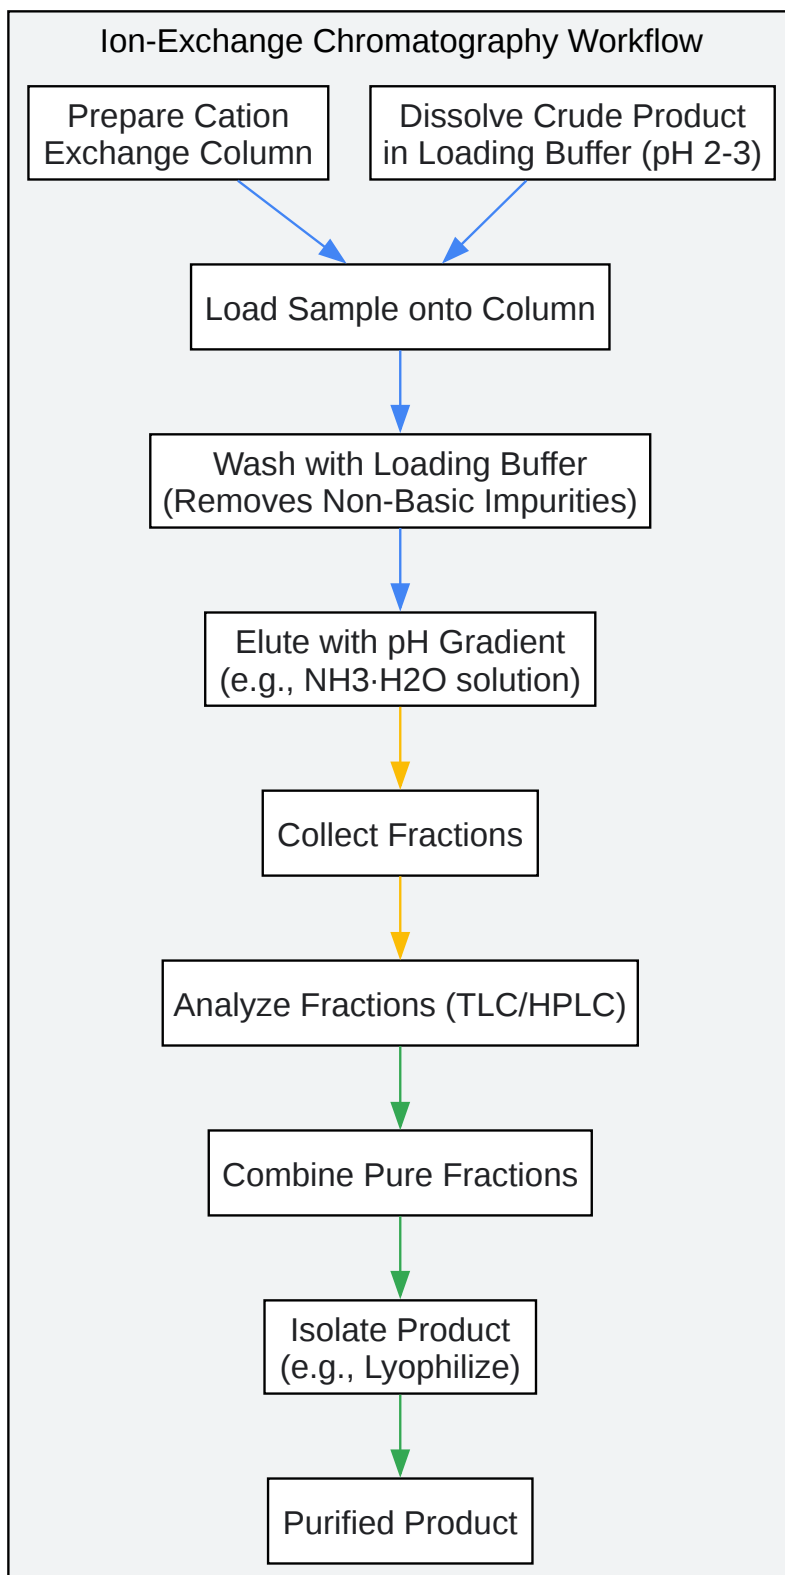 Ion-Exchange Chromatography Workflow
Prepare Cation
Exchange Column
Dissolve Crude Product
in Loading Buffer (pH 2-3)
Load Sample onto Column
Wash with Loading Buffer
(Removes Non-Basic Impurities)
Elute with pH Gradient
(e.g., NH3·H2O solution)
Collect Fractions
Analyze Fractions (TLC/HPLC)
Combine Pure Fractions
Isolate Product
(e.g., Lyophilize)
Purified Product